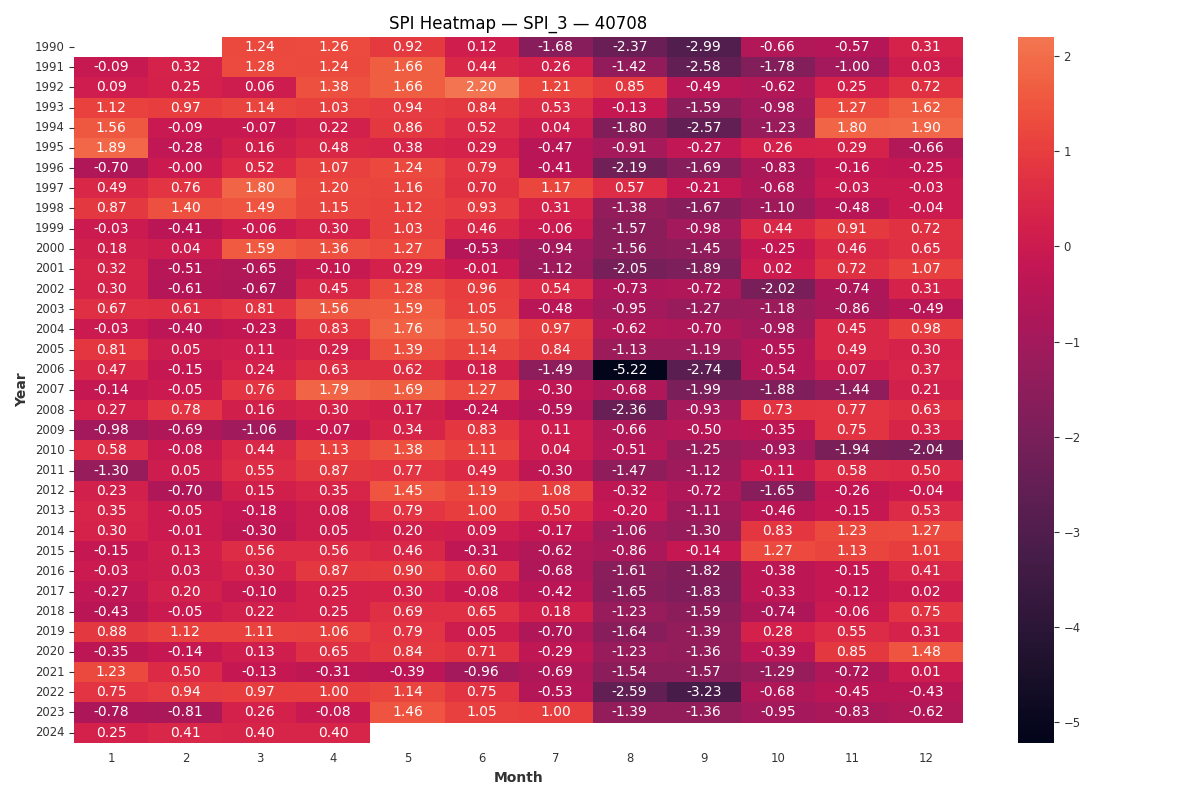 SPI Heatmap — SPI_3 — 40708
1990 1.24 1.26 0.92 0.12 -1.68 -2.37 -2.99 -0.66 -0.57 0.31
1991 -0.09 0.32 1.28 1.24 1.66 0.44 0.26 -1.42 -2.58 -1.78 -1.00 0.03
1992 0.09 0.25 0.06 1.38 1.66 2.20 1.21 0.85 -0.49 -0.62 0.25 0.72
1993 1.12 0.97 1.14 1.03 0.94 0.84 0.53 -0.13 -1.59 -0.98 1.27 1.62
1994 1.56 -0.09 -0.07 0.22 0.86 0.52 0.04 -1.80 -2.57 -1.23 1.80 1.90
1995 1.89 -0.28 0.16 0.48 0.38 0.29 -0.47 -0.91 -0.27 0.26 0.29 -0.66
1996 -0.70 -0.00 0.52 1.07 1.24 0.79 -0.41 -2.19 -1.69 -0.83 -0.16 -0.25
1997 0.49 0.76 1.80 1.20 1.16 0.70 1.17 0.57 -0.21 -0.68 -0.03 -0.03
1998 0.87 1.40 1.49 1.15 1.12 0.93 0.31 -1.38 -1.67 -1.10 -0.48 -0.04
1999 -0.03 -0.41 -0.06 0.30 1.03 0.46 -0.06 -1.57 -0.98 0.44 0.91 0.72
2000 0.18 0.04 1.59 1.36 1.27 -0.53 -0.94 -1.56 -1.45 -0.25 0.46 0.65
2001 0.32 -0.51 -0.65 -0.10 0.29 -0.01 -1.12 -2.05 -1.89 0.02 0.72 1.07
2002 0.30 -0.61 -0.67 0.45 1.28 0.96 0.54 -0.73 -0.72 -2.02 -0.74 0.31
2003 0.67 0.61 0.81 1.56 1.59 1.05 -0.48 -0.95 -1.27 -1.18 -0.86 -0.49
2004 -0.03 -0.40 -0.23 0.83 1.76 1.50 0.97 -0.62 -0.70 -0.98 0.45 0.98
2005 0.81 0.05 0.11 0.29 1.39 1.14 0.84 -1.13 -1.19 -0.55 0.49 0.30
2006 0.47 -0.15 0.24 0.63 0.62 0.18 -1.49 -5.22 -2.74 -0.54 0.07 0.37
2007 -0.14 -0.05 0.76 1.79 1.69 1.27 -0.30 -0.68 -1.99 -1.88 -1.44 0.21
2008 0.27 0.78 0.16 0.30 0.17 -0.24 -0.59 -2.36 -0.93 0.73 0.77 0.63
2009 -0.98 -0.69 -1.06 -0.07 0.34 0.83 0.11 -0.66 -0.50 -0.35 0.75 0.33
2010 0.58 -0.08 0.44 1.13 1.38 1.11 0.04 -0.51 -1.25 -0.93 -1.94 -2.04
2011 -1.30 0.05 0.55 0.87 0.77 0.49 -0.30 -1.47 -1.12 -0.11 0.58 0.50
2012 0.23 -0.70 0.15 0.35 1.45 1.19 1.08 -0.32 -0.72 -1.65 -0.26 -0.04
2013 0.35 -0.05 -0.18 0.08 0.79 1.00 0.50 -0.20 -1.11 -0.46 -0.15 0.53
2014 0.30 -0.01 -0.30 0.05 0.20 0.09 -0.17 -1.06 -1.30 0.83 1.23 1.27
2015 -0.15 0.13 0.56 0.56 0.46 -0.31 -0.62 -0.86 -0.14 1.27 1.13 1.01
2016 -0.03 0.03 0.30 0.87 0.90 0.60 -0.68 -1.61 -1.82 -0.38 -0.15 0.41
2017 -0.27 0.20 -0.10 0.25 0.30 -0.08 -0.42 -1.65 -1.83 -0.33 -0.12 0.02
2018 -0.43 -0.05 0.22 0.25 0.69 0.65 0.18 -1.23 -1.59 -0.74 -0.06 0.75
2019 0.88 1.12 1.11 1.06 0.79 0.05 -0.70 -1.64 -1.39 0.28 0.55 0.31
2020 -0.35 -0.14 0.13 0.65 0.84 0.71 -0.29 -1.23 -1.36 -0.39 0.85 1.48
2021 1.23 0.50 -0.13 -0.31 -0.39 -0.96 -0.69 -1.54 -1.57 -1.29 -0.72 0.01
2022 0.75 0.94 0.97 1.00 1.14 0.75 -0.53 -2.59 -3.23 -0.68 -0.45 -0.43
2023 -0.78 -0.81 0.26 -0.08 1.46 1.05 1.00 -1.39 -1.36 -0.95 -0.83 -0.62
2024 0.25 0.41 0.40 0.40
1 2 3 4 5 6 7 8 9 10 11 12
Month
Year
2
1
0
−1
−2
−3
−4
−5